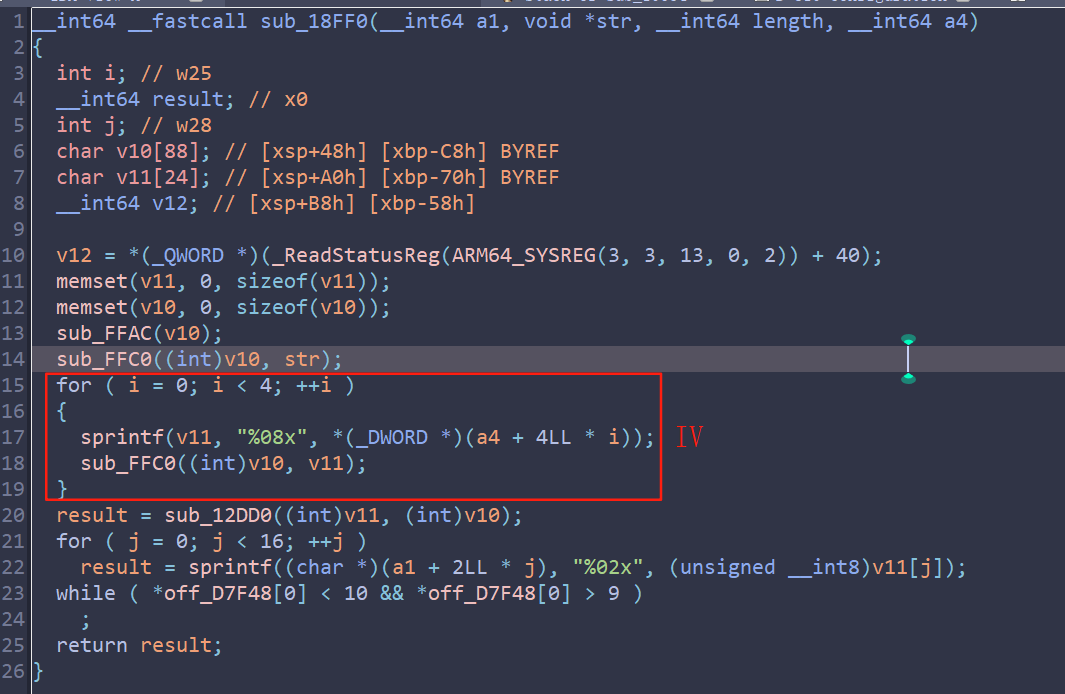 1 __int64 __fastcall sub_18FF0(__int64 a1, void *str, __int64 length, __int64 a4)
2 {
3   int i; // w25
4   __int64 result; // x0
5   int j; // w28
6   char v10[88]; // [xsp+48h] [xbp-C8h] BYREF
7   char v11[24]; // [xsp+A0h] [xbp-70h] BYREF
8   __int64 v12; // [xsp+B8h] [xbp-58h]
9
10   v12 = *(_QWORD *)(_ReadStatusReg(ARM64_SYSREG(3, 3, 13, 0, 2)) + 40);
11   memset(v11, 0, sizeof(v11));
12   memset(v10, 0, sizeof(v10));
13   sub_FFAC(v10);
14   sub_FFC0((int)v10, str);
15   for ( i = 0; i < 4; ++i )
16   {
17     sprintf(v11, "%08x", *(_DWORD *)(a4 + 4LL * i)); IV
18     sub_FFC0((int)v10, v11);
19   }
20   result = sub_12DD0((int)v11, (int)v10);
21   for ( j = 0; j < 16; ++j )
22     result = sprintf((char *)(a1 + 2LL * j), "%02x", (unsigned __int8)v11[j]);
23   while ( *off_D7F48[0] < 10 && *off_D7F48[0] > 9 )
24     ;
25   return result;
26 }